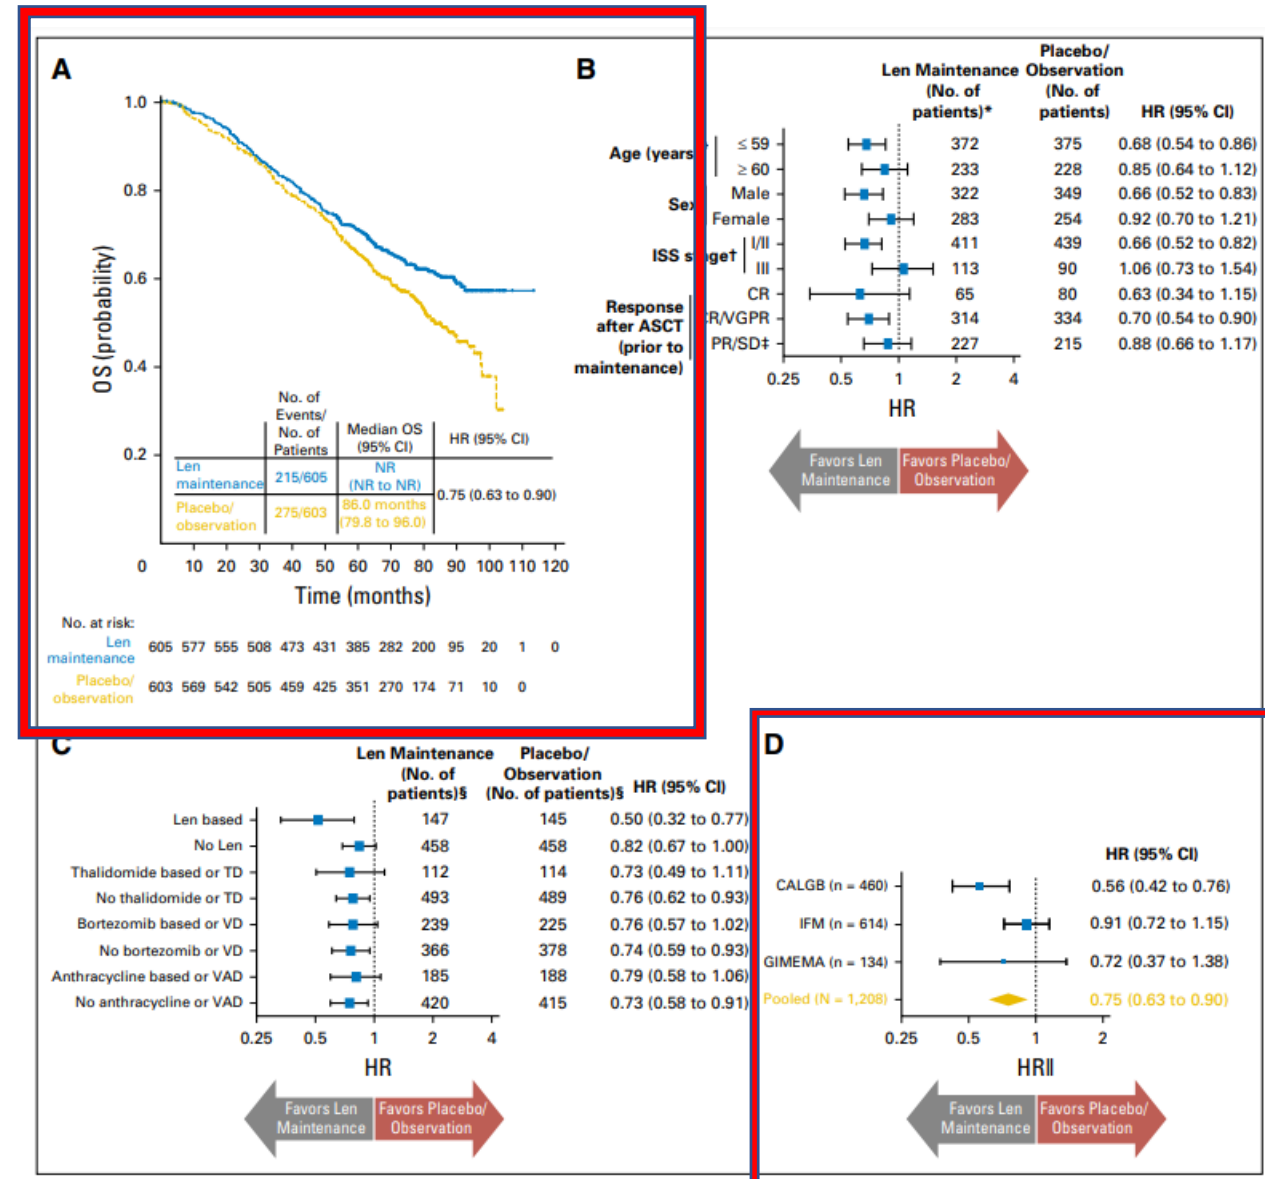 A
1.0
0.8
0.6
0.4
0.2
OS (probability)
No. of Events/ No. of Patients
Median OS (95% CI)
HR (95% CI)
Len maintenance 215/605 NR (NR to NR)
0.75 (0.63 to 0.90)
Placebo/ observation 275/603 86.0 months (79.8 to 96.0)
0 10 20 30 40 50 60 70 80 90 100 110 120
Time (months)
No. at risk:
Len maintenance 605 577 555 508 473 431 385 282 200 95 20 1 0
Placebo/ observation 603 569 542 505 459 425 351 270 174 71 10 0
B
Len Maintenance (No. of patients)*
Placebo/ Observation (No. of patients)
HR (95% CI)
Age (years
≤ 59 372 375 0.68 (0.54 to 0.86)
≥ 60 233 228 0.85 (0.64 to 1.12)
Sex
Male 322 349 0.66 (0.52 to 0.83)
Female 283 254 0.92 (0.70 to 1.21)
ISS stage†
I/II 411 439 0.66 (0.52 to 0.82)
III 113 90 1.06 (0.73 to 1.54)
Response after ASCT (prior to maintenance)
CR 65 80 0.63 (0.34 to 1.15)
CR/VGPR 314 334 0.70 (0.54 to 0.90)
PR/SD‡ 227 215 0.88 (0.66 to 1.17)
0.25 0.5 1 2 4
HR
Favors Len Maintenance
Favors Placebo/ Observation
C
Len Maintenance (No. of patients)§
Placebo/ Observation (No. of patients)§
HR (95% CI)
Len based 147 145 0.50 (0.32 to 0.77)
No Len 458 458 0.82 (0.67 to 1.00)
Thalidomide based or TD 112 114 0.73 (0.49 to 1.11)
No thalidomide or TD 493 489 0.76 (0.62 to 0.93)
Bortezomib based or VD 239 225 0.76 (0.57 to 1.02)
No bortezomib or VD 366 378 0.74 (0.59 to 0.93)
Anthracycline based or VAD 185 188 0.79 (0.58 to 1.06)
No anthracycline or VAD 420 415 0.73 (0.58 to 0.91)
0.25 0.5 1 2 4
HR
Favors Len Maintenance
Favors Placebo/ Observation
D
HR (95% CI)
CALGB (n = 460) 0.56 (0.42 to 0.76)
IFM (n = 614) 0.91 (0.72 to 1.15)
GIMEMA (n = 134) 0.72 (0.37 to 1.38)
Pooled (N = 1,208) 0.75 (0.63 to 0.90)
0.25 0.5 1 2
HR||
Favors Len Maintenance
Favors Placebo/ Observation